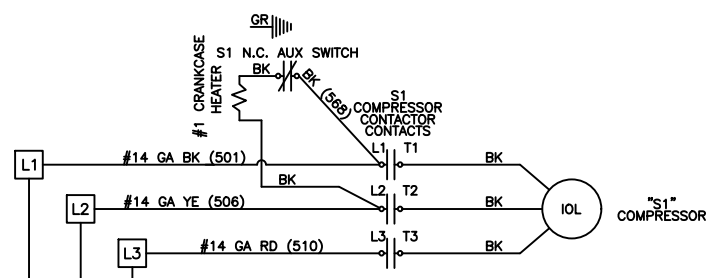 GR
S1 N.C. AUX SWITCH
BK
BK (568)
#1 CRANKCASE
HEATER
S1
COMPRESSOR
CONTACTOR
CONTACTS
L1
#14 GA BK (501)
L1 T1
BK
BK
L2
#14 GA YE (506)
L2 T2
BK
IOL
"S1"
COMPRESSOR
L3
#14 GA RD (510)
L3 T3
BK